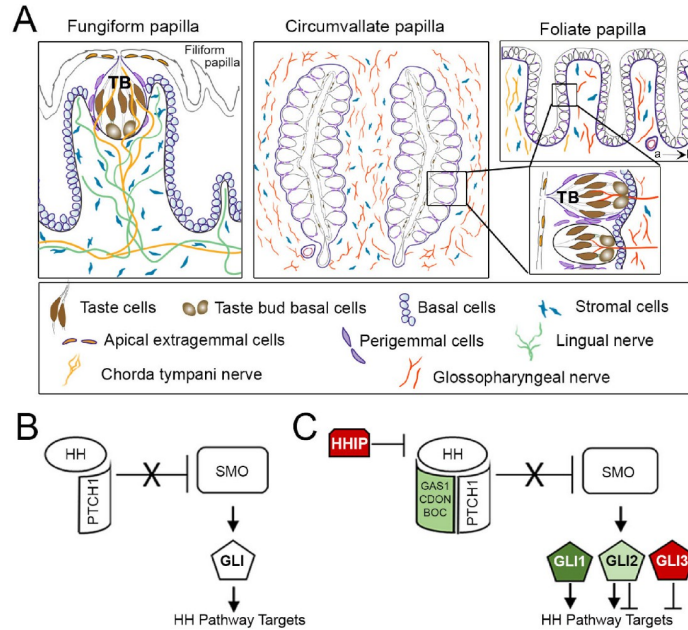 A
Fungiform papilla
Circumvallate papilla
Foliate papilla
Filiform
papilla
TB
a
TB
Taste cells
Taste bud basal cells
Basal cells
Stromal cells
Apical extragemmal cells
Perigemmal cells
Lingual nerve
Chorda tympani nerve
Glossopharyngeal nerve
B
HH
PTCH1
X
SMO
GLI
HH Pathway Targets
C
HHIP
HH
GAS1
CDON
BOC
PTCH1
X
SMO
GLI1
GLI2
GLI3
HH Pathway Targets